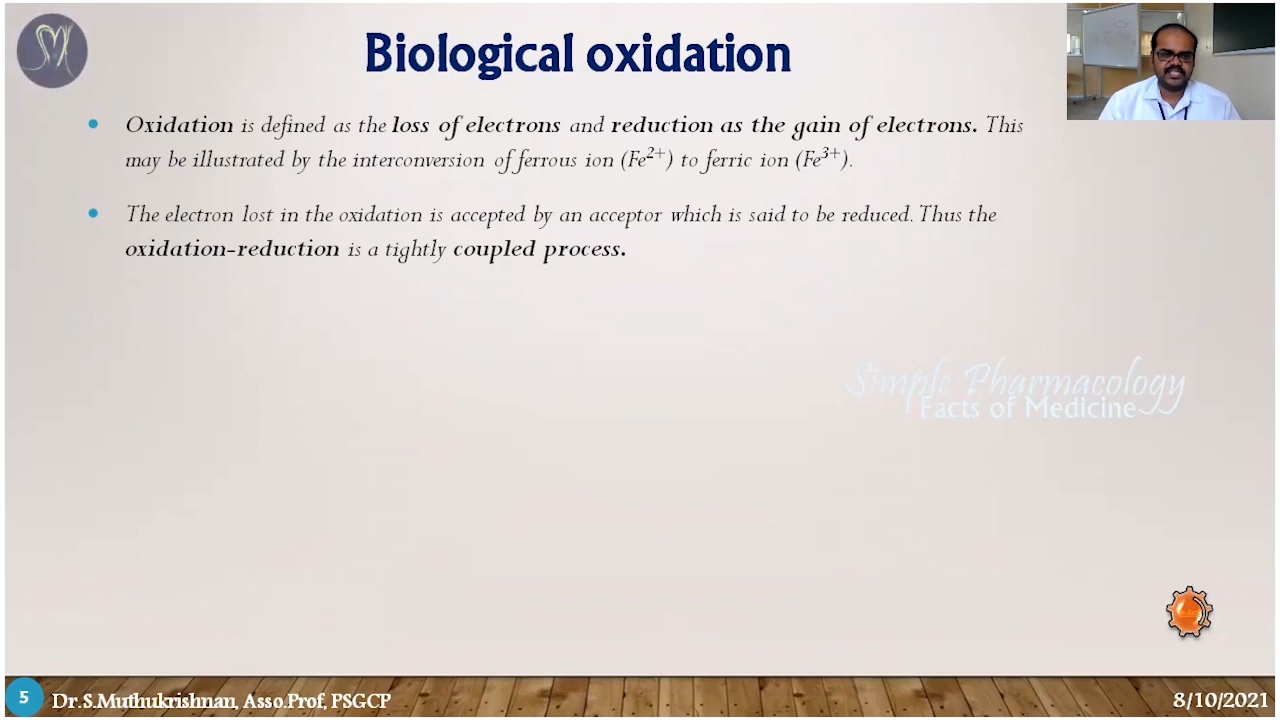 Biological oxidation
• Oxidation is defined as the loss of electrons and reduction as the gain of electrons. This
may be illustrated by the interconversion of ferrous ion (Fe²⁺) to ferric ion (Fe³⁺).
• The electron lost in the oxidation is accepted by an acceptor which is said to be reduced. Thus the
oxidation-reduction is a tightly coupled process.
Simple Pharmacology
Facts of Medicine
5 Dr.S.Muthukrishnan, Asso.Prof, PSGCP 8/10/2021